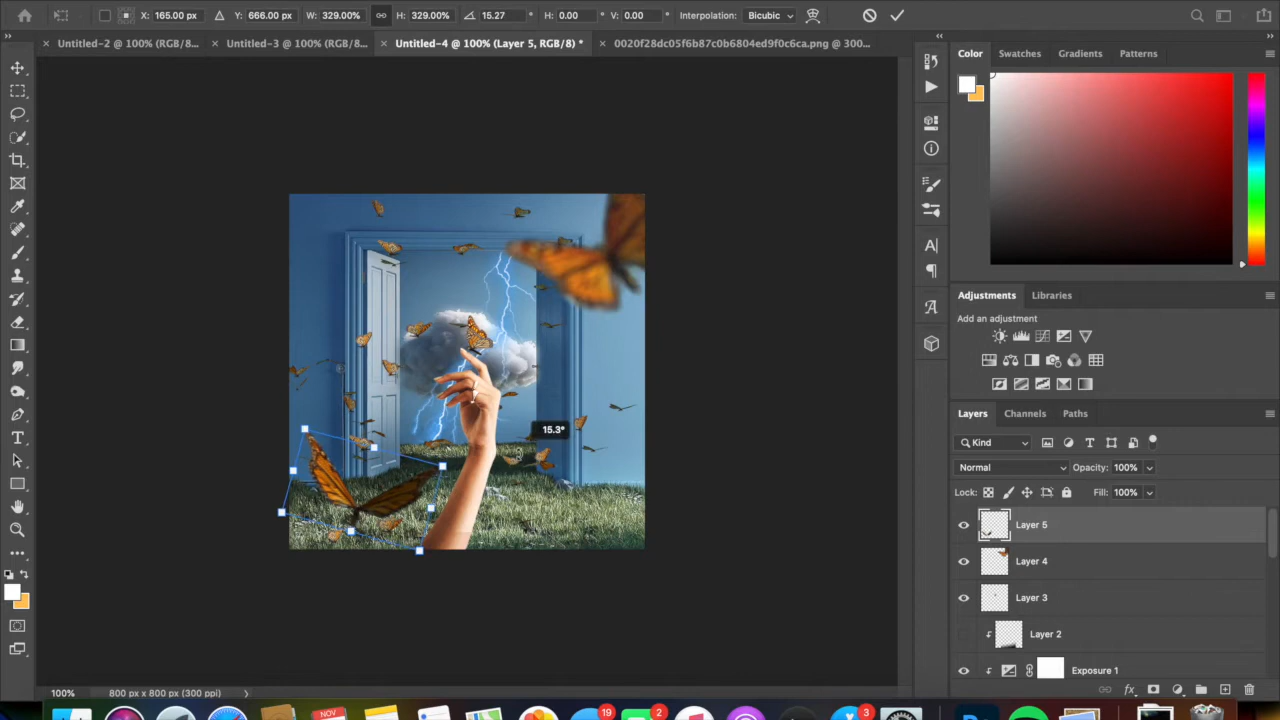 X: 165.00 px Y: 666.00 px W: 329.00% H: 329.00% 15.27 ° H: 0.00 ° V: 0.00 ° Interpolation: Bicubic
Untitled-2 @ 100% (RGB/8... Untitled-3 @ 100% (RGB/8... Untitled-4 @ 100% (Layer 5, RGB/8) * 0020f28dc05f6b87c0b6804ed9f0c6ca.png @ 300...
Color Swatches Gradients Patterns
Adjustments Libraries
Add an adjustment
15.3°
Layers Channels Paths
Kind
Normal Opacity: 100%
Lock: Fill: 100%
Layer 5
Layer 4
Layer 3
Layer 2
Exposure 1
100% 800 px x 800 px (300 ppi)
NOV 19 2 3